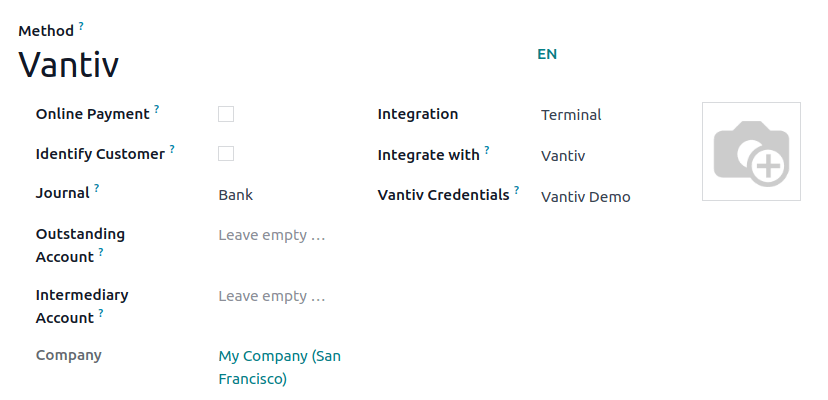 Method ?
Vantiv
EN
Online Payment ?
Identify Customer ?
Journal ?
Bank
Outstanding
Account ?
Leave empty ...
Intermediary
Account ?
Leave empty ...
Company
My Company (San
Francisco)
Integration
Terminal
Integrate with ?
Vantiv
Vantiv Credentials ?
Vantiv Demo